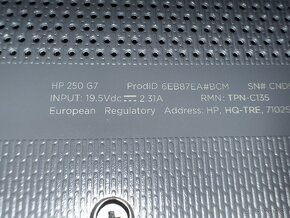 HP 250 G7 ProdID 6EB87EA#BCM SN# CND
INPUT: 19.5Vdc⎓2.31A RMN: TPN-C135
European Regulatory Address: HP, HQ-TRE, 71025